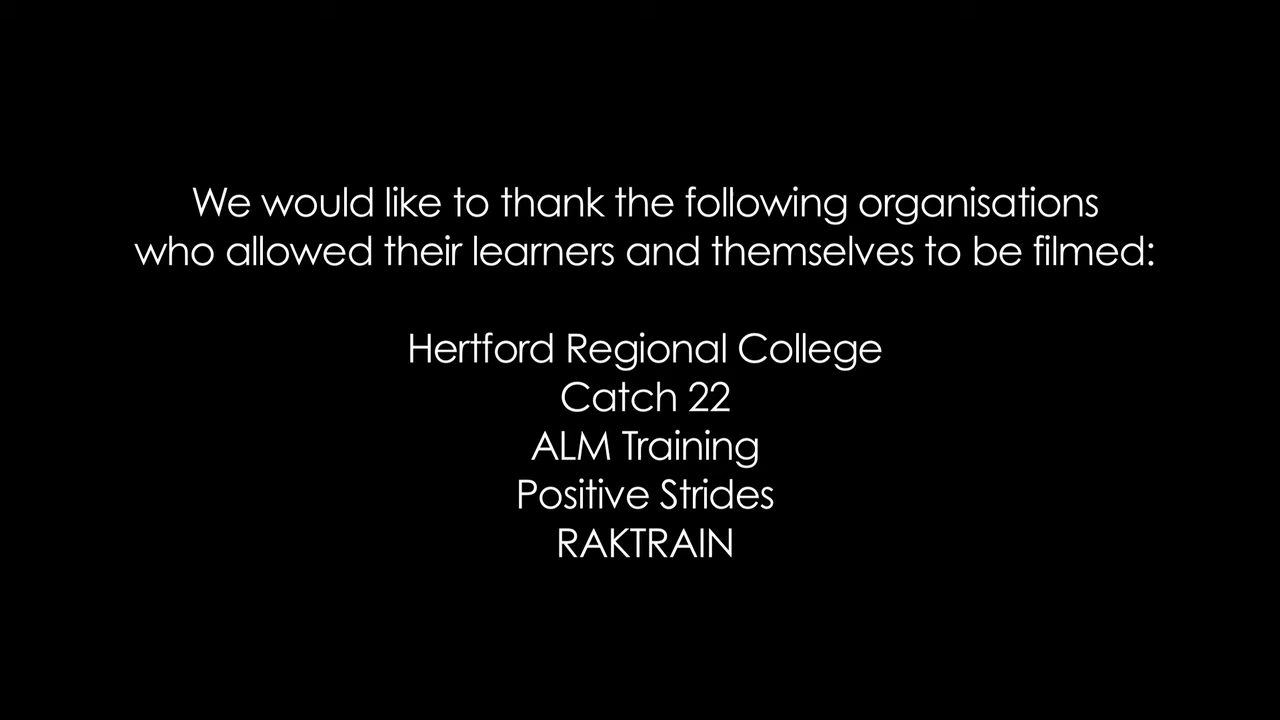 We would like to thank the following organisations
who allowed their learners and themselves to be filmed:
Hertford Regional College
Catch 22
ALM Training
Positive Strides
RAKTRAIN